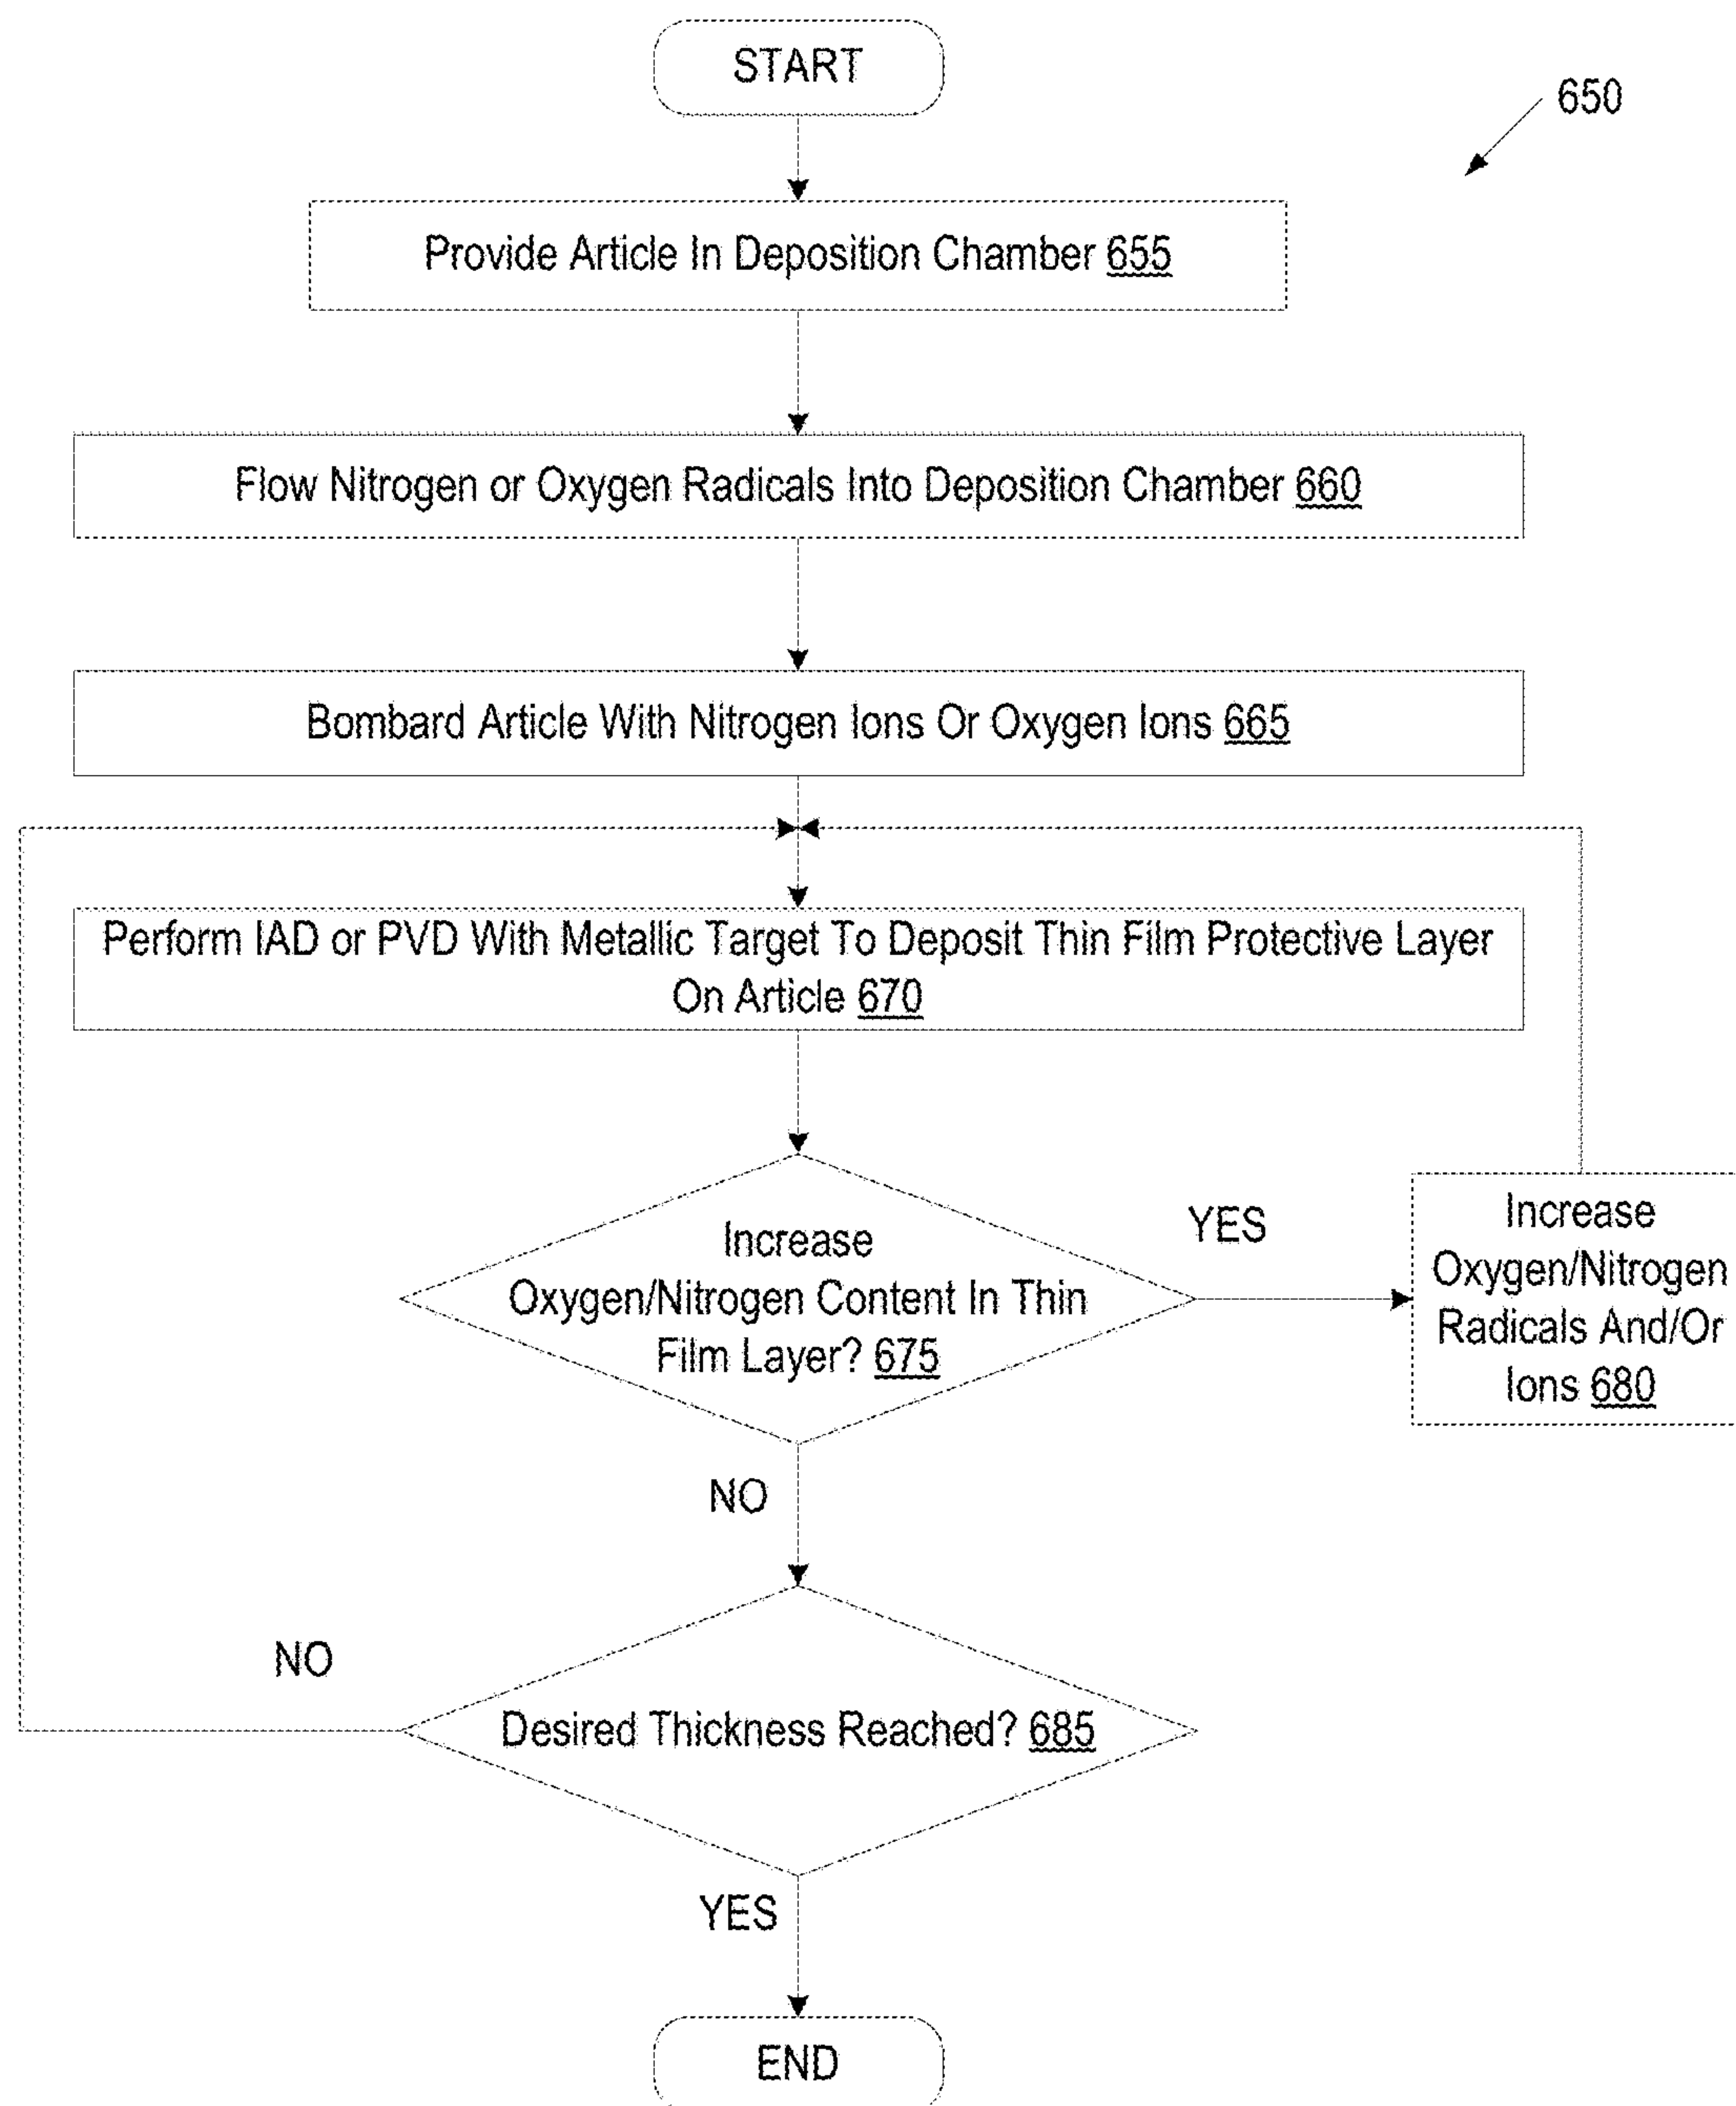 START
650
Provide Article In Deposition Chamber 655
Flow Nitrogen or Oxygen Radicals Into Deposition Chamber 660
Bombard Article With Nitrogen Ions Or Oxygen Ions 665
Perform IAD or PVD With Metallic Target To Deposit Thin Film Protective Layer
On Article 670
Increase
Oxygen/Nitrogen Content In Thin
Film Layer? 675
YES
Increase
Oxygen/Nitrogen
Radicals And/Or
Ions 680
NO
Desired Thickness Reached? 685
NO
YES
END